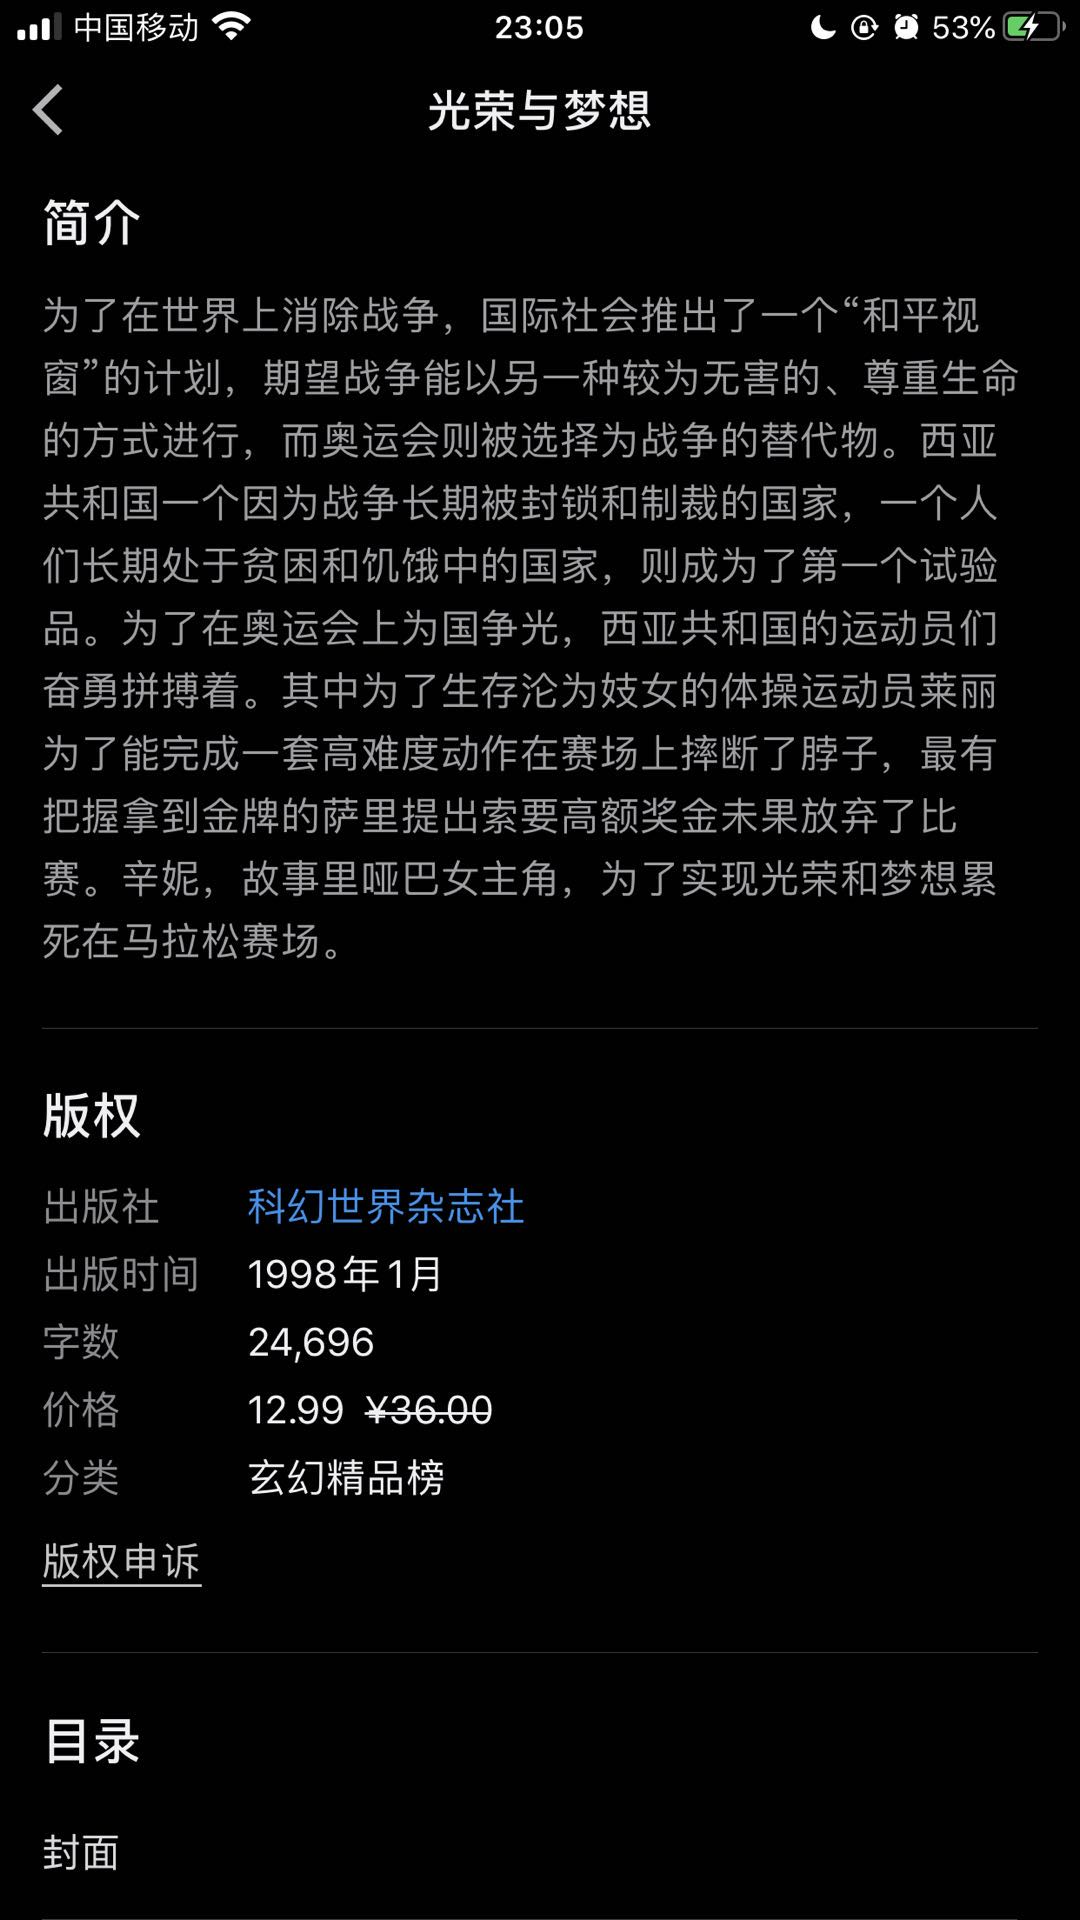 中国移动
23:05
53%
光荣与梦想
简介
为了在世界上消除战争，国际社会推出了一个“和平视
窗”的计划，期望战争能以另一种较为无害的、尊重生命
的方式进行，而奥运会则被选择为战争的替代物。西亚
共和国一个因为战争长期被封锁和制裁的国家，一个人
们长期处于贫困和饥饿中的国家，则成为了第一个试验
品。为了在奥运会上为国争光，西亚共和国的运动员们
奋勇拼搏着。其中为了生存沦为妓女的体操运动员莱丽
为了能完成一套高难度动作在赛场上摔断了脖子，最有
把握拿到金牌的萨里提出索要高额奖金未果放弃了比
赛。辛妮，故事里哑巴女主角，为了实现光荣和梦想累
死在马拉松赛场。
版权
出版社 科幻世界杂志社
出版时间 1998年1月
字数 24,696
价格 12.99 ¥36.00
分类 玄幻精品榜
版权申诉
目录
封面